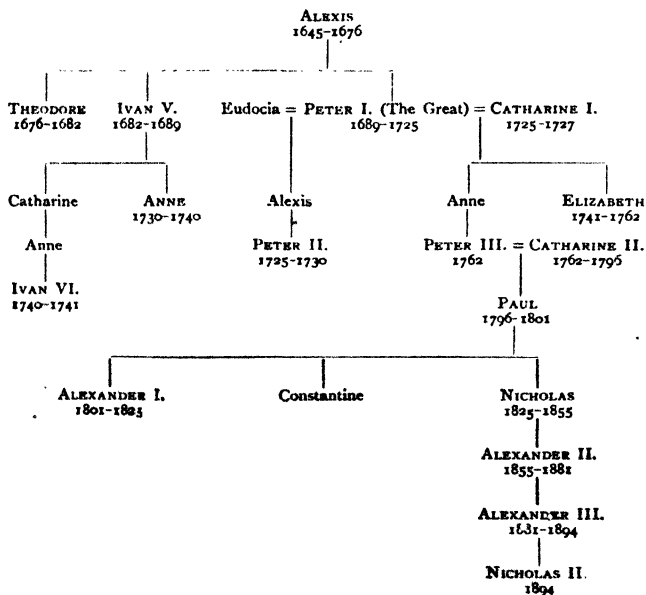 ALEXIS
1645-1676
THEODORE IVAN V. Eudocia = PETER I. (The Great) = CATHARINE I.
1676-1682 1682-1689 1689-1725 1725-1727
Catharine ANNE Alexis Anne ELIZABETH
1730-1740 1741-1762
Anne PETER II. PETER III. = CATHARINE II.
1725-1730 1762 1762-1796
IVAN VI.
1740-1741
PAUL
1796-1801
ALEXANDER I. Constantine NICHOLAS
1801-1825 1825-1855
ALEXANDER II.
1855-1881
ALEXANDER III.
1881-1894
NICHOLAS II.
1894